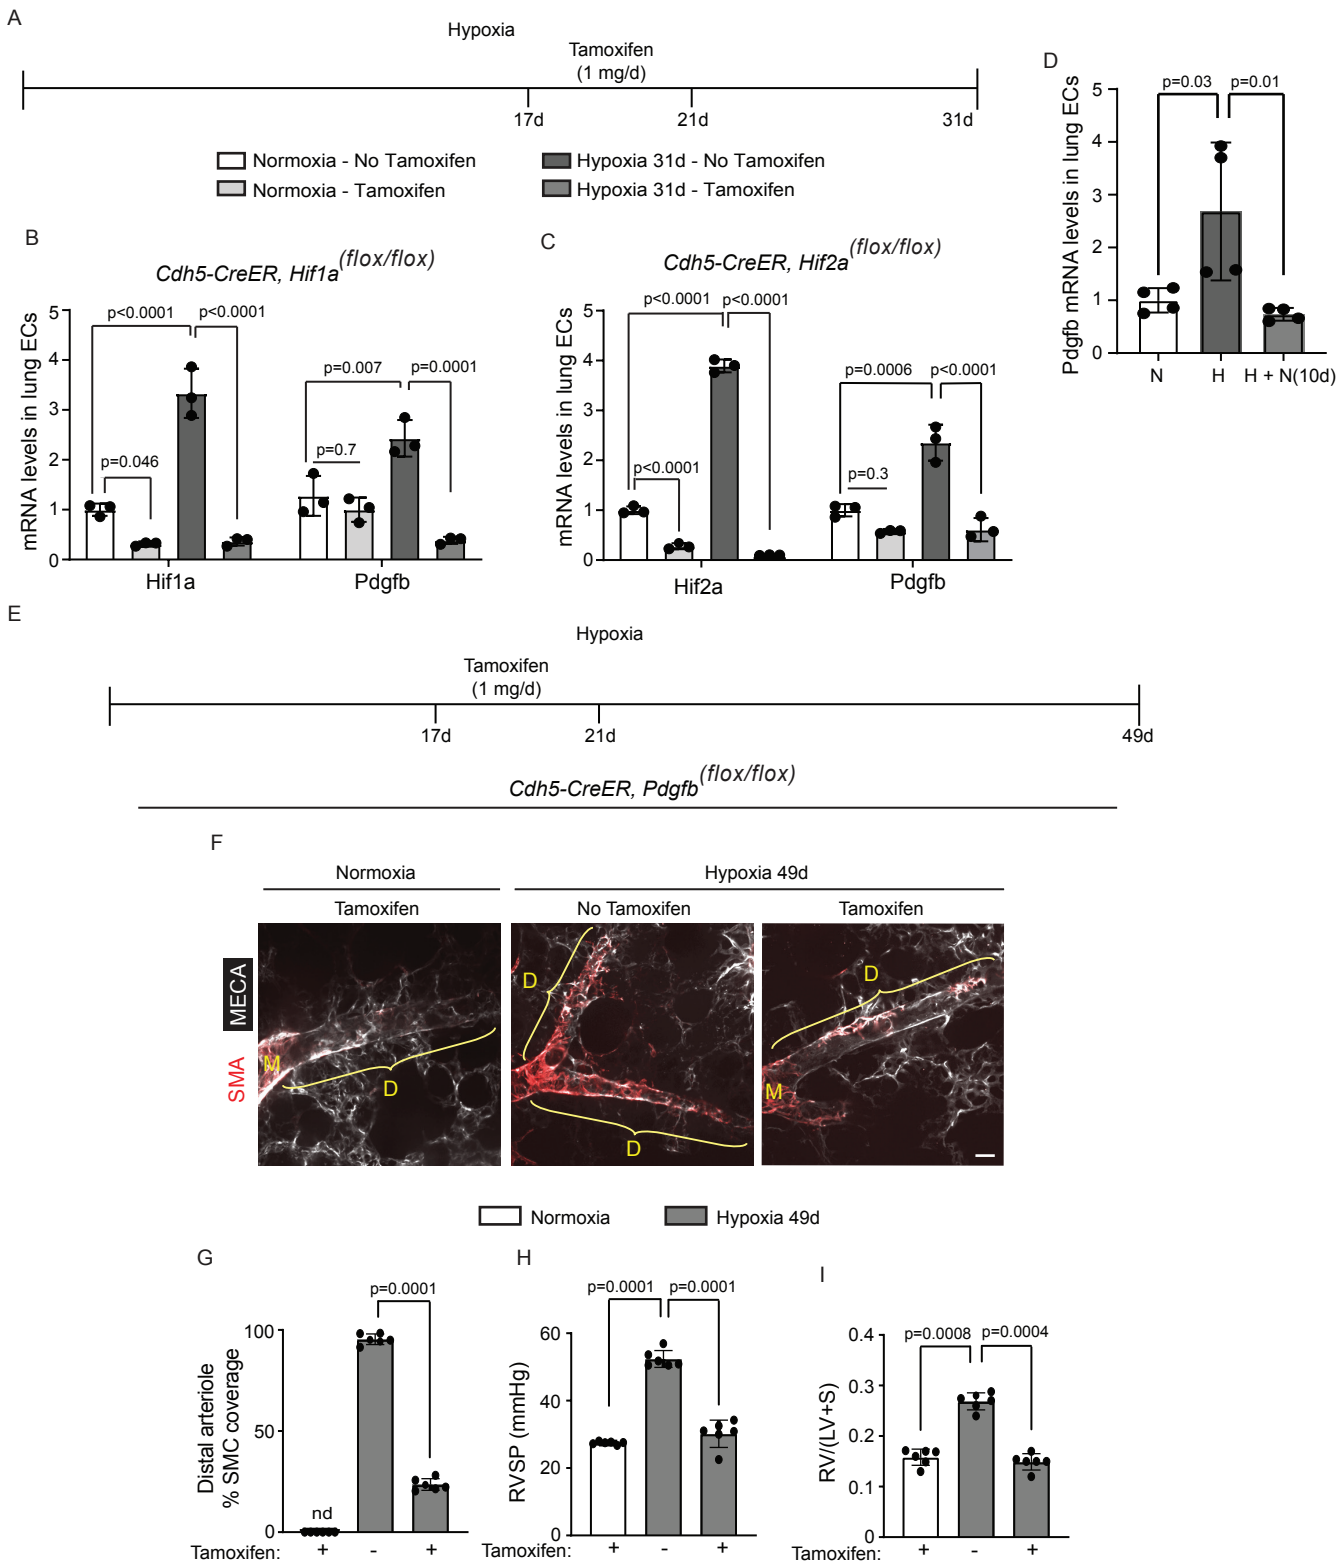 A
Hypoxia
Tamoxifen
(1 mg/d)
17d
21d
31d
Normoxia - No Tamoxifen
Hypoxia 31d - No Tamoxifen
Normoxia - Tamoxifen
Hypoxia 31d - Tamoxifen
B
Cdh5-CreER, Hif1a(flox/flox)
mRNA levels in lung ECs
5
4
3
2
1
0
p<0.0001
p<0.0001
p=0.046
p=0.007
p=0.0001
p=0.7
Hif1a
Pdgfb
C
Cdh5-CreER, Hif2a(flox/flox)
mRNA levels in lung ECs
5
4
3
2
1
0
p<0.0001
p<0.0001
p<0.0001
p=0.0006
p<0.0001
p=0.3
Hif2a
Pdgfb
D
Pdgfb mRNA levels in lung ECs
5
4
3
2
1
0
p=0.03
p=0.01
N
H
H + N(10d)
E
Hypoxia
Tamoxifen
(1 mg/d)
17d
21d
49d
Cdh5-CreER, Pdgfb(flox/flox)
F
Normoxia
Hypoxia 49d
Tamoxifen
No Tamoxifen
Tamoxifen
SMA
MECA
M
D
D
D
M
D
Normoxia
Hypoxia 49d
G
Distal arteriole
% SMC coverage
100
50
0
p=0.0001
nd
Tamoxifen:
+
-
+
H
RVSP (mmHg)
60
40
20
0
p=0.0001
p=0.0001
Tamoxifen:
+
-
+
I
RV/(LV+S)
0.4
0.3
0.2
0.1
0
p=0.0008
p=0.0004
Tamoxifen:
+
-
+